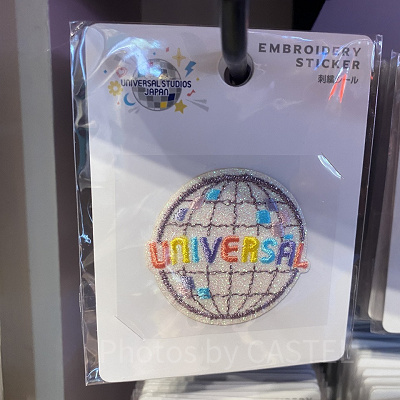 EMBROIDERY
STICKER
刺繍シール
UNIVERSAL STUDIOS
JAPAN
UNIVERSAL
Photos by CASTEL